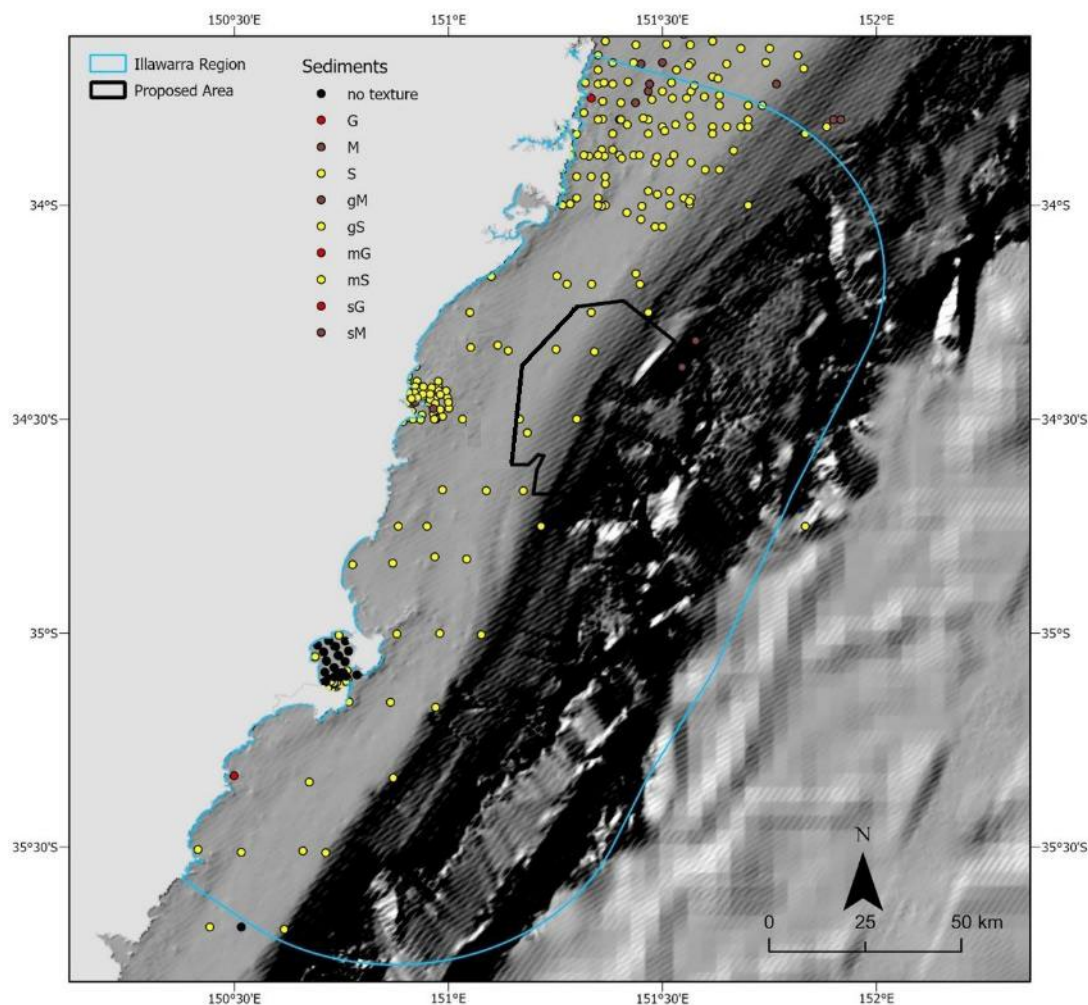 150°30'E 151°E 151°30'E 152°E
Illawarra Region
Proposed Area
Sediments
no texture
G
M
S
gM
gS
mG
mS
sG
sM
34°S 34°S
34°30'S 34°30'S
35°S 35°S
35°30'S 35°30'S
N
0 25 50 km
150°30'E 151°E 151°30'E 152°E